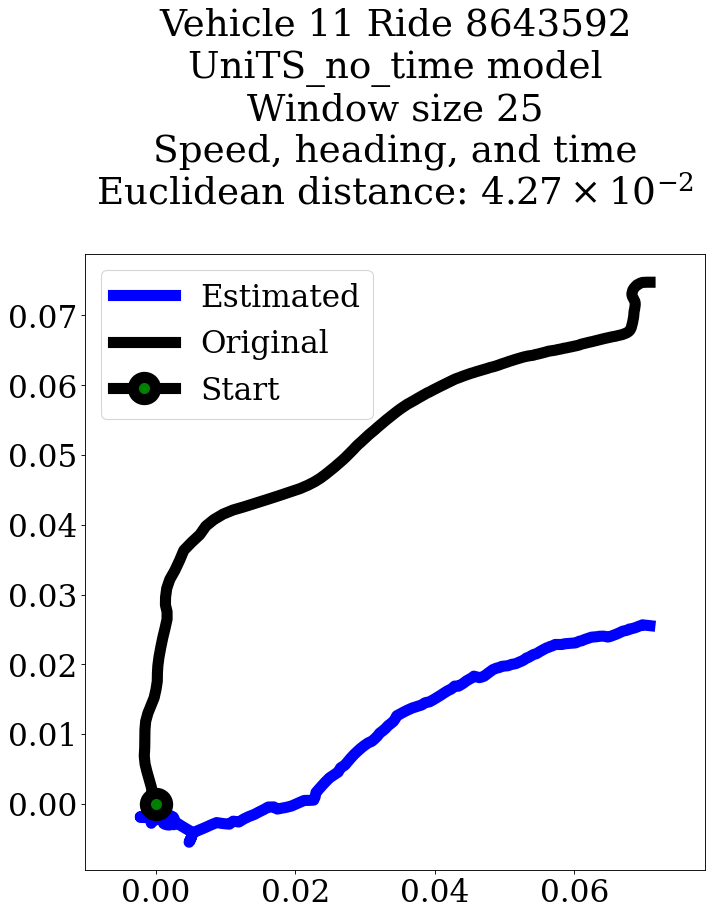 Vehicle 11 Ride 8643592
UniTS_no_time model
Window size 25
Speed, heading, and time
Euclidean distance: 4.27 × 10⁻²
Estimated
Original
Start
0.07
0.06
0.05
0.04
0.03
0.02
0.01
0.00
0.00 0.02 0.04 0.06